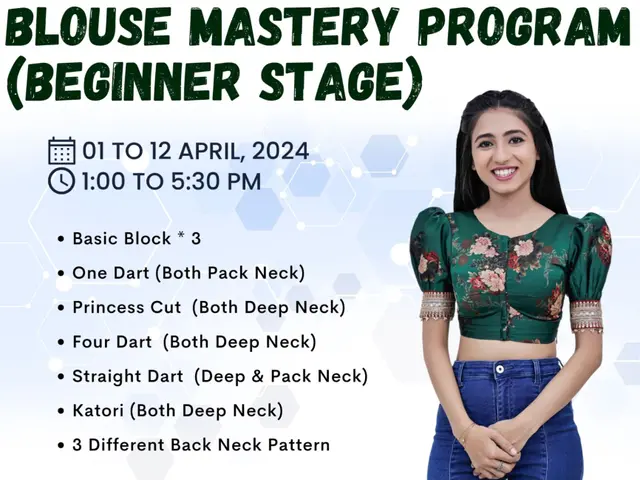 BLOUSE MASTERY PROGRAM
(BEGINNER STAGE)
01 TO 12 APRIL, 2024
1:00 TO 5:30 PM
• Basic Block * 3
• One Dart (Both Pack Neck)
• Princess Cut (Both Deep Neck)
• Four Dart (Both Deep Neck)
• Straight Dart (Deep & Pack Neck)
• Katori (Both Deep Neck)
• 3 Different Back Neck Pattern